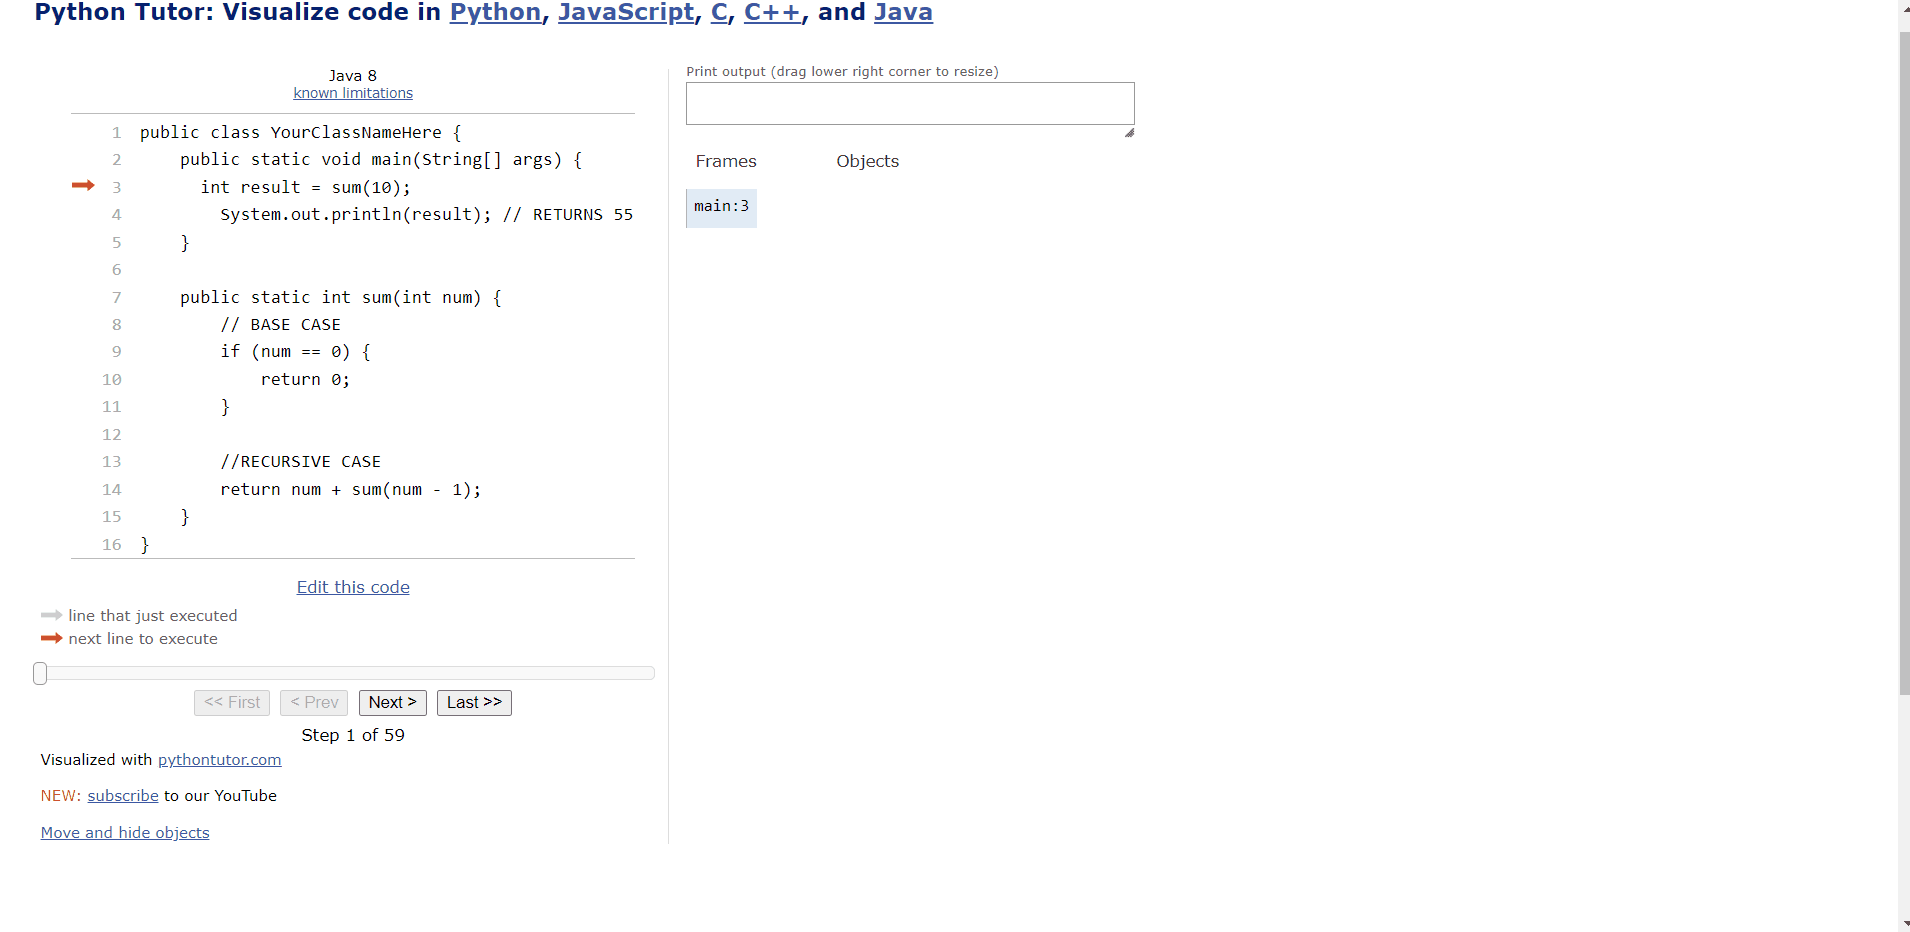 Python Tutor: Visualize code in Python, JavaScript, C, C++, and Java
Java 8
known limitations
1 public class YourClassNameHere {
2     public static void main(String[] args) {
3       int result = sum(10);
4         System.out.println(result); // RETURNS 55
5     }
6
7     public static int sum(int num) {
8         // BASE CASE
9         if (num == 0) {
10             return 0;
11         }
12
13         //RECURSIVE CASE
14         return num + sum(num - 1);
15     }
16 }
Edit this code
line that just executed
next line to execute
<< First < Prev Next > Last >>
Step 1 of 59
Visualized with pythontutor.com
NEW: subscribe to our YouTube
Move and hide objects
Print output (drag lower right corner to resize)
Frames Objects
main:3